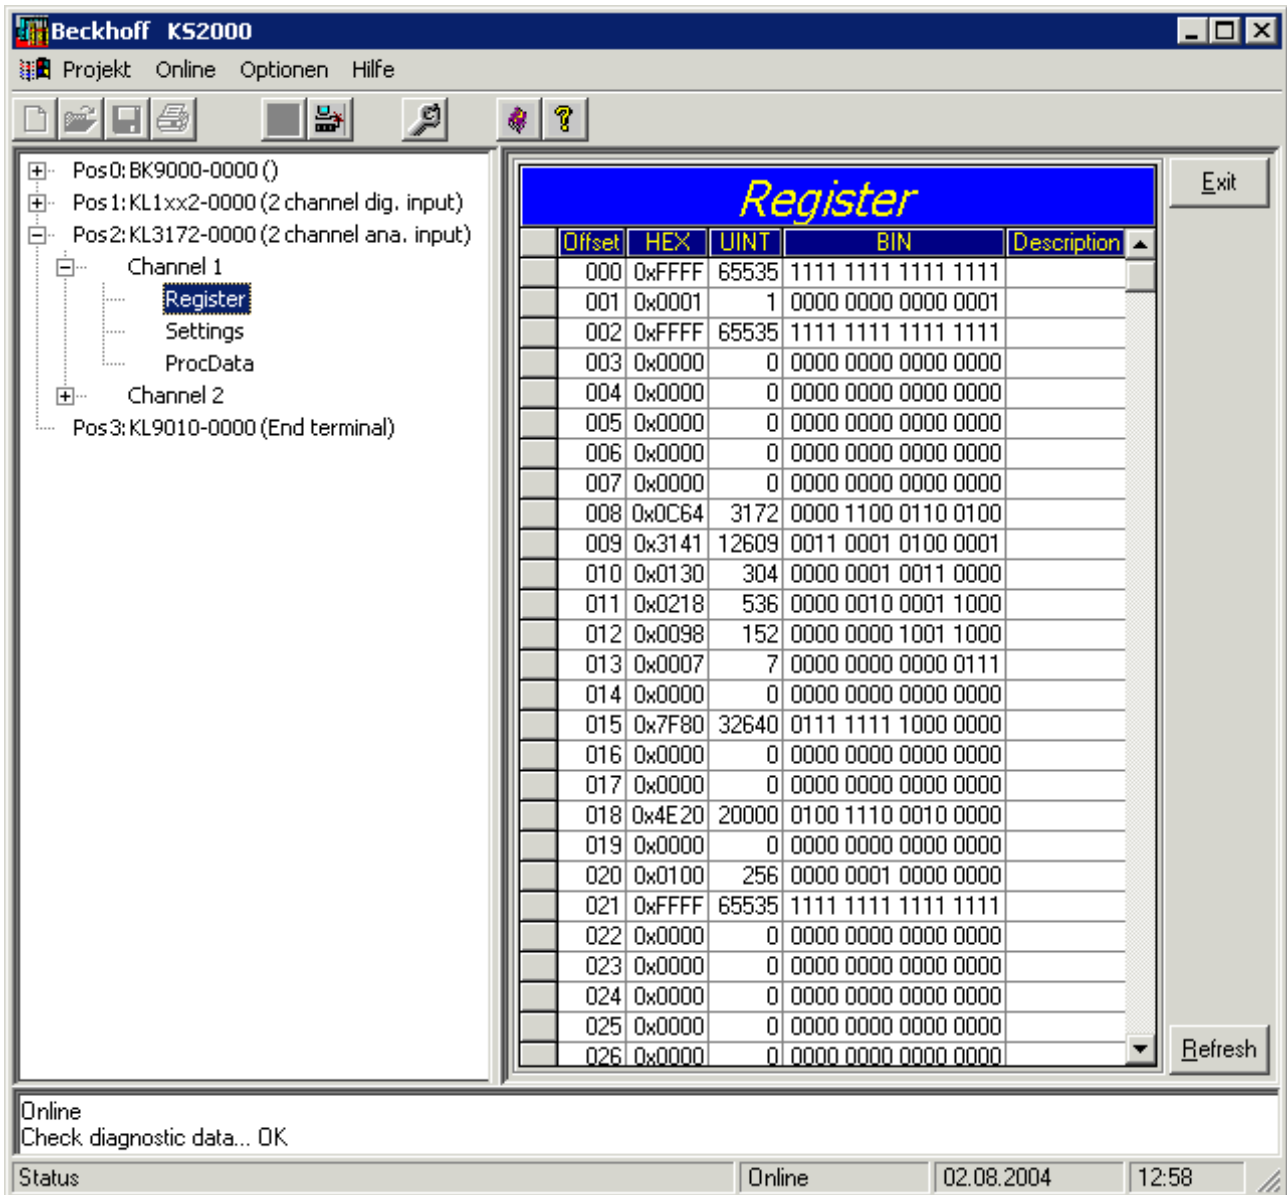 Beckhoff KS2000
Projekt Online Optionen Hilfe
Pos0: BK9000-0000 ()
Pos1: KL1xx2-0000 (2 channel dig. input)
Pos2: KL3172-0000 (2 channel ana. input)
Channel 1
Register
Settings
ProcData
Channel 2
Pos3: KL9010-0000 (End terminal)
Register
Offset HEX UINT BIN Description
000 0xFFFF 65535 1111 1111 1111 1111
001 0x0001 1 0000 0000 0000 0001
002 0xFFFF 65535 1111 1111 1111 1111
003 0x0000 0 0000 0000 0000 0000
004 0x0000 0 0000 0000 0000 0000
005 0x0000 0 0000 0000 0000 0000
006 0x0000 0 0000 0000 0000 0000
007 0x0000 0 0000 0000 0000 0000
008 0x0C64 3172 0000 1100 0110 0100
009 0x3141 12609 0011 0001 0100 0001
010 0x0130 304 0000 0001 0011 0000
011 0x0218 536 0000 0010 0001 1000
012 0x0098 152 0000 0000 1001 1000
013 0x0007 7 0000 0000 0000 0111
014 0x0000 0 0000 0000 0000 0000
015 0x7F80 32640 0111 1111 1000 0000
016 0x0000 0 0000 0000 0000 0000
017 0x0000 0 0000 0000 0000 0000
018 0x4E20 20000 0100 1110 0010 0000
019 0x0000 0 0000 0000 0000 0000
020 0x0100 256 0000 0001 0000 0000
021 0xFFFF 65535 1111 1111 1111 1111
022 0x0000 0 0000 0000 0000 0000
023 0x0000 0 0000 0000 0000 0000
024 0x0000 0 0000 0000 0000 0000
025 0x0000 0 0000 0000 0000 0000
026 0x0000 0 0000 0000 0000 0000
Exit
Refresh
Online
Check diagnostic data... OK
Status Online 02.08.2004 12:58